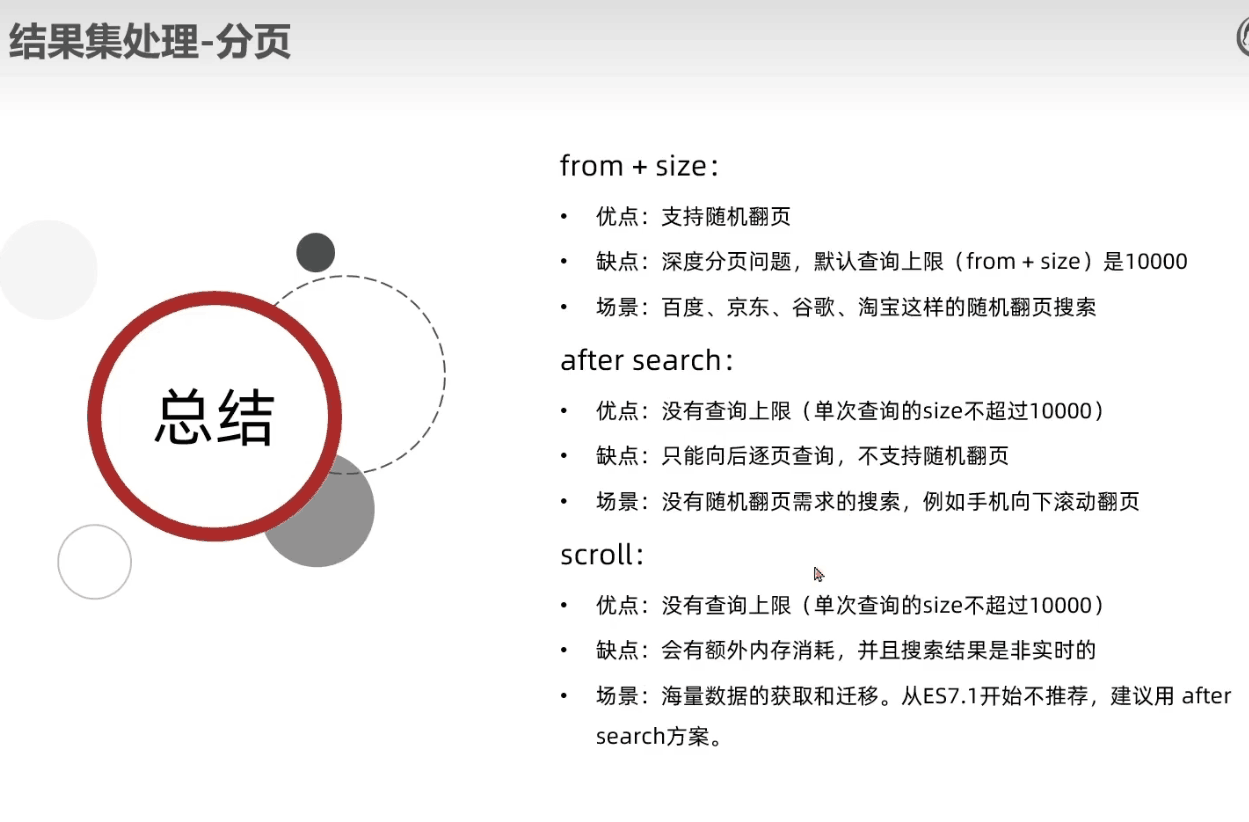 结果集处理-分页
总结
from + size：
• 优点：支持随机翻页
• 缺点：深度分页问题，默认查询上限（from + size）是10000
• 场景：百度、京东、谷歌、淘宝这样的随机翻页搜索
after search：
• 优点：没有查询上限（单次查询的size不超过10000）
• 缺点：只能向后逐页查询，不支持随机翻页
• 场景：没有随机翻页需求的搜索，例如手机向下滚动翻页
scroll：
• 优点：没有查询上限（单次查询的size不超过10000）
• 缺点：会有额外内存消耗，并且搜索结果是非实时的
• 场景：海量数据的获取和迁移。从ES7.1开始不推荐，建议用 after
search方案。